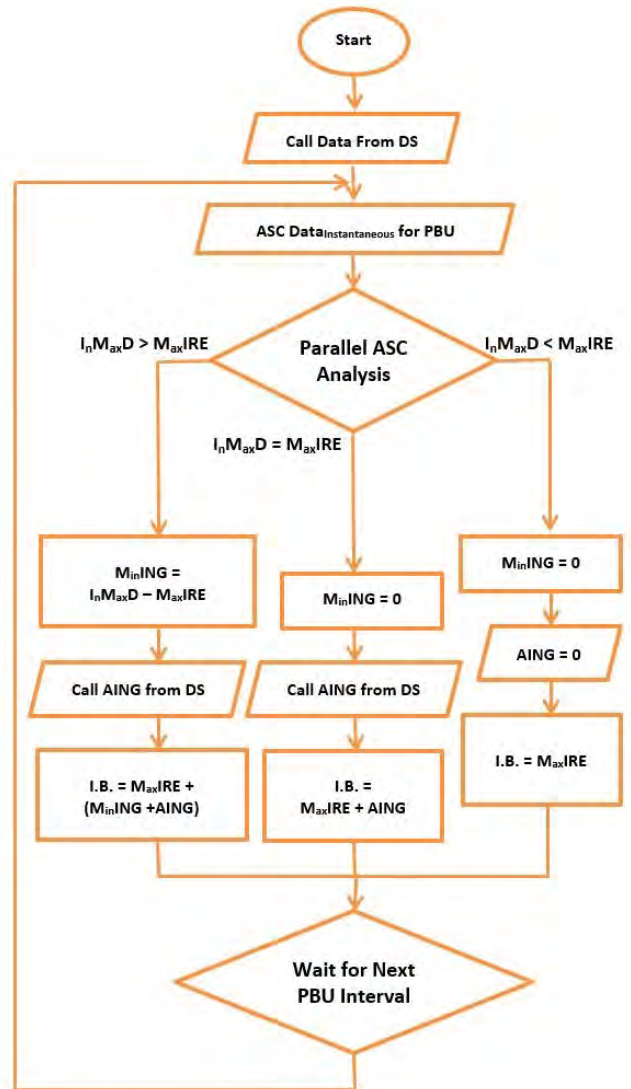 Start
Call Data From DS
ASC DataInstantaneous for PBU
Parallel ASC
Analysis
InMaxD > MaxIRE
InMaxD = MaxIRE
InMaxD < MaxIRE
MinING =
InMaxD – MaxIRE
Call AING from DS
I.B. = MaxIRE +
(MinING +AING)
MinING = 0
Call AING from DS
I.B. =
MaxIRE + AING
MinING = 0
AING = 0
I.B. = MaxIRE
Wait for Next
PBU Interval